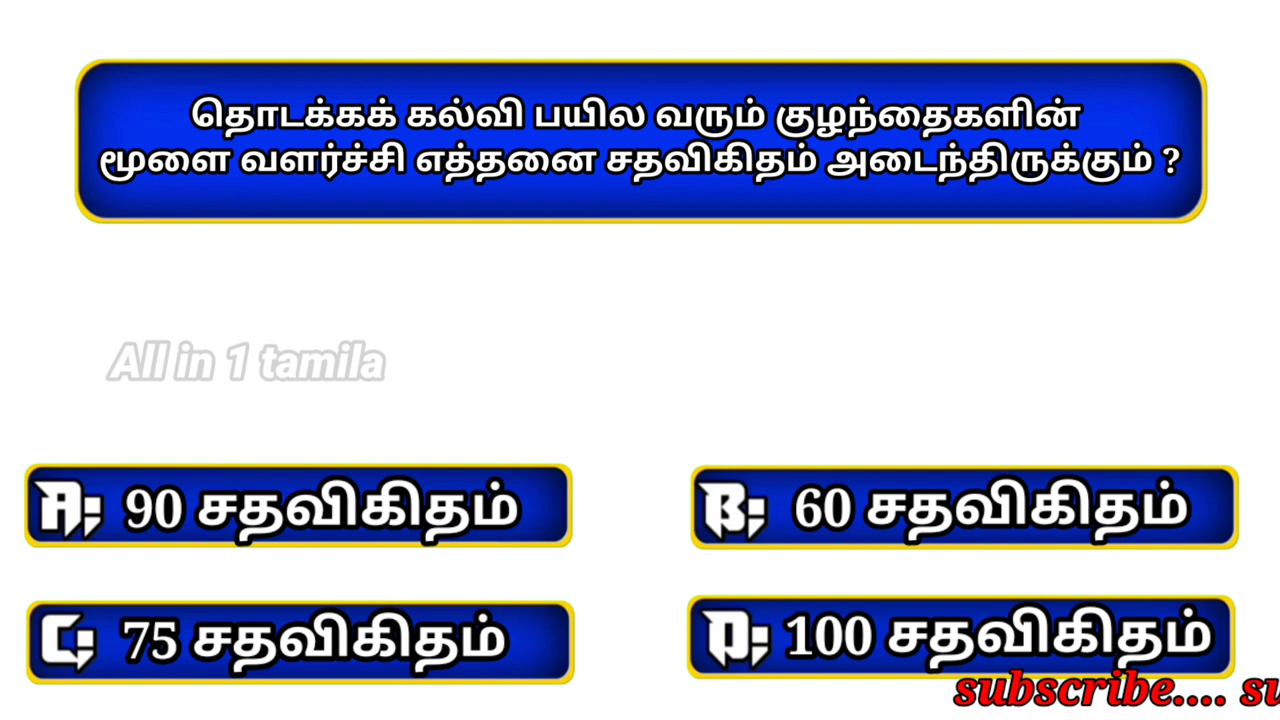 தொடக்கக் கல்வி பயில வரும் குழந்தைகளின்
மூளை வளர்ச்சி எத்தனை சதவிகிதம் அடைந்திருக்கும் ?
All in 1 tamila
A; 90 சதவிகிதம்
B; 60 சதவிகிதம்
C; 75 சதவிகிதம்
D; 100 சதவிகிதம்
subscribe.... su